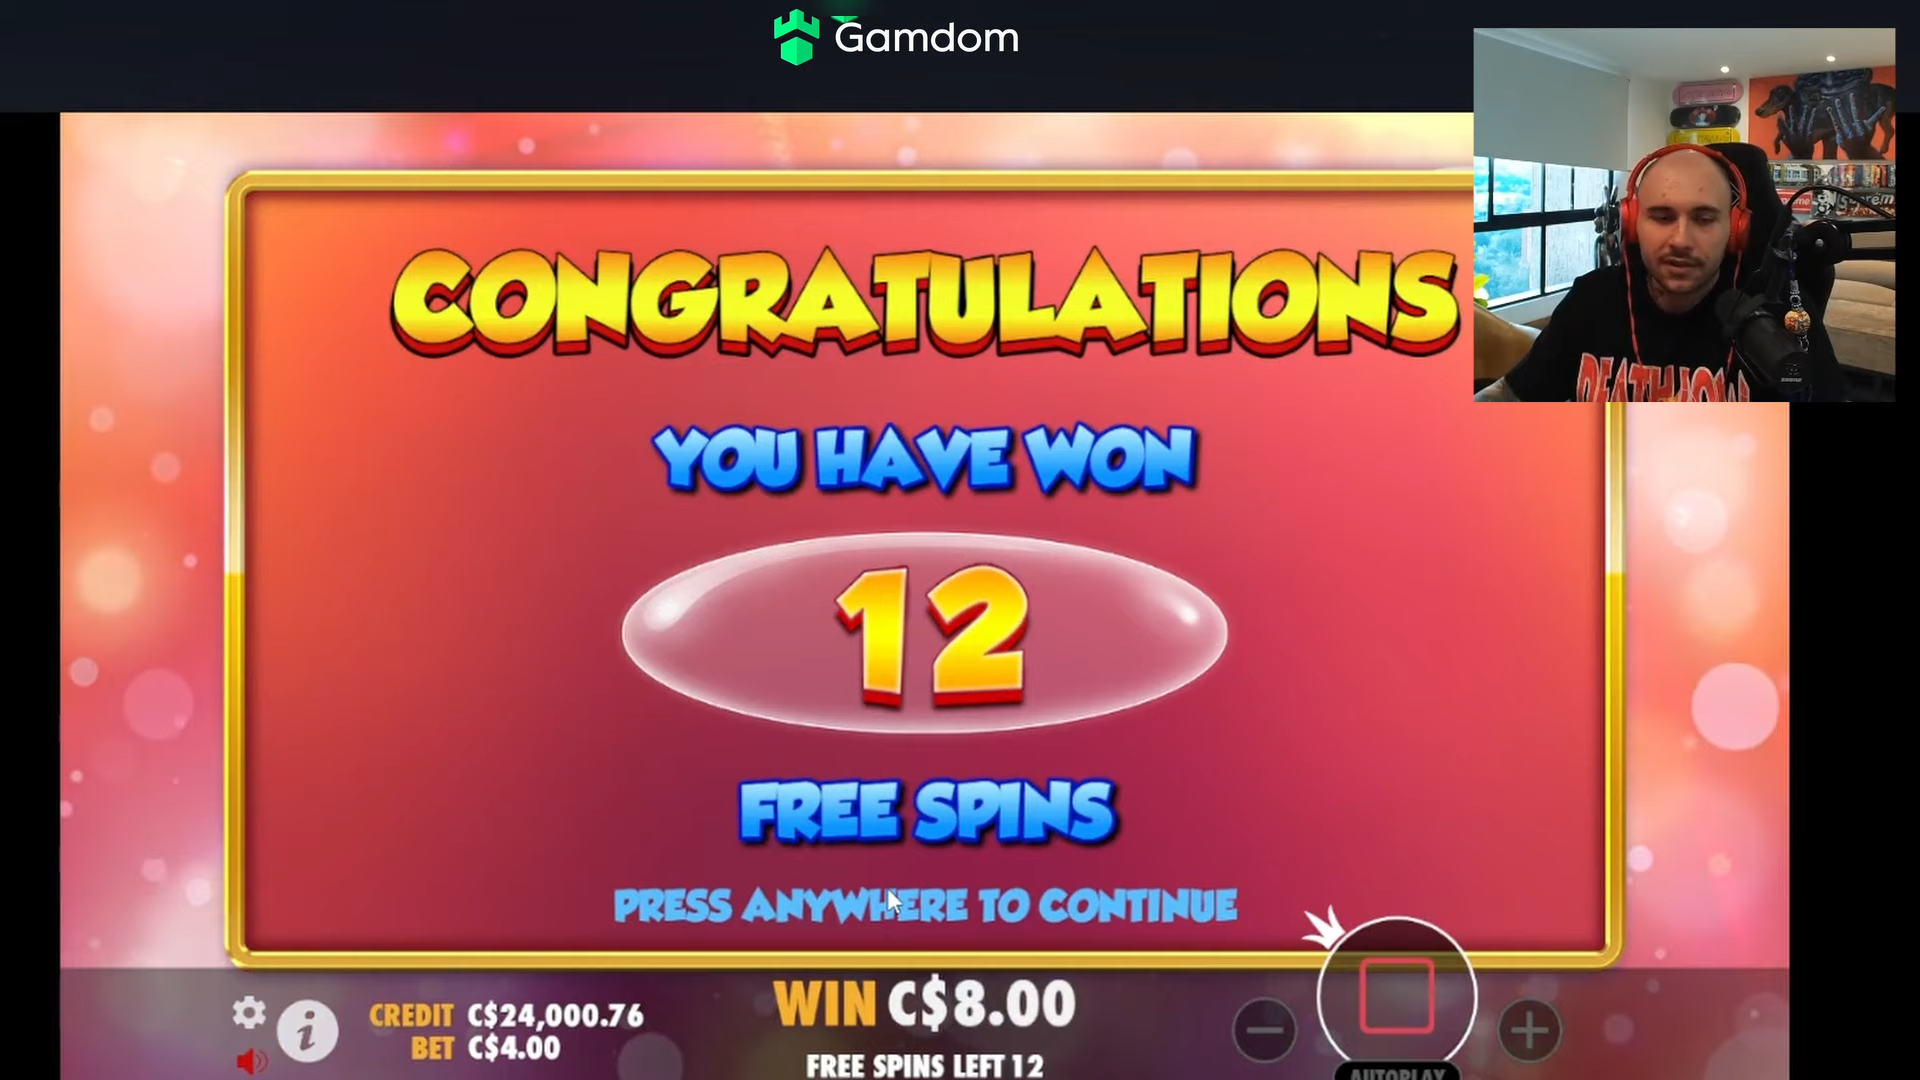 Gamdom
CONGRATULATIONS
YOU HAVE WON
12
FREE SPINS
PRESS ANYWHERE TO CONTINUE
CREDIT C$24,000.76
BET C$4.00
WIN C$8.00
FREE SPINS LEFT 12
AUTOPLAY